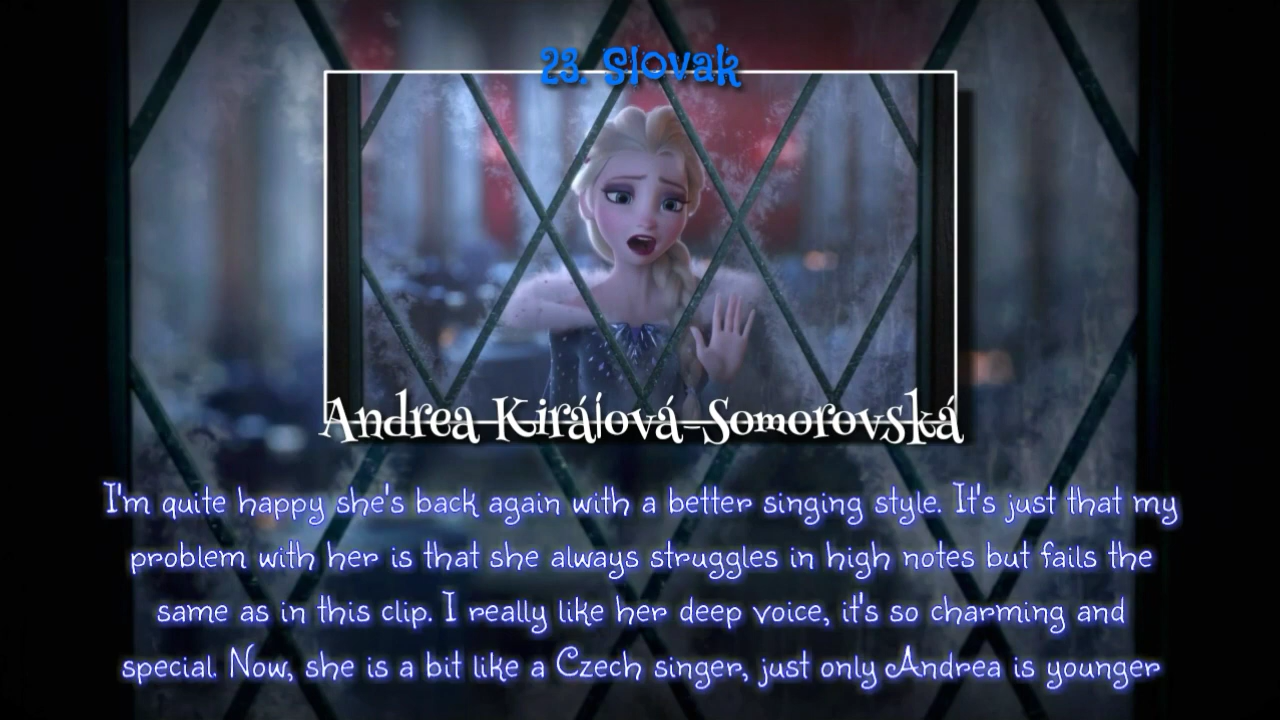 23. Slovak
Andrea Királová-Somorovská
I'm quite happy she's back again with a better singing style. It's just that my
problem with her is that she always struggles in high notes but fails the
same as in this clip. I really like her deep voice, it's so charming and
special. Now, she is a bit like a Czech singer, just only Andrea is younger